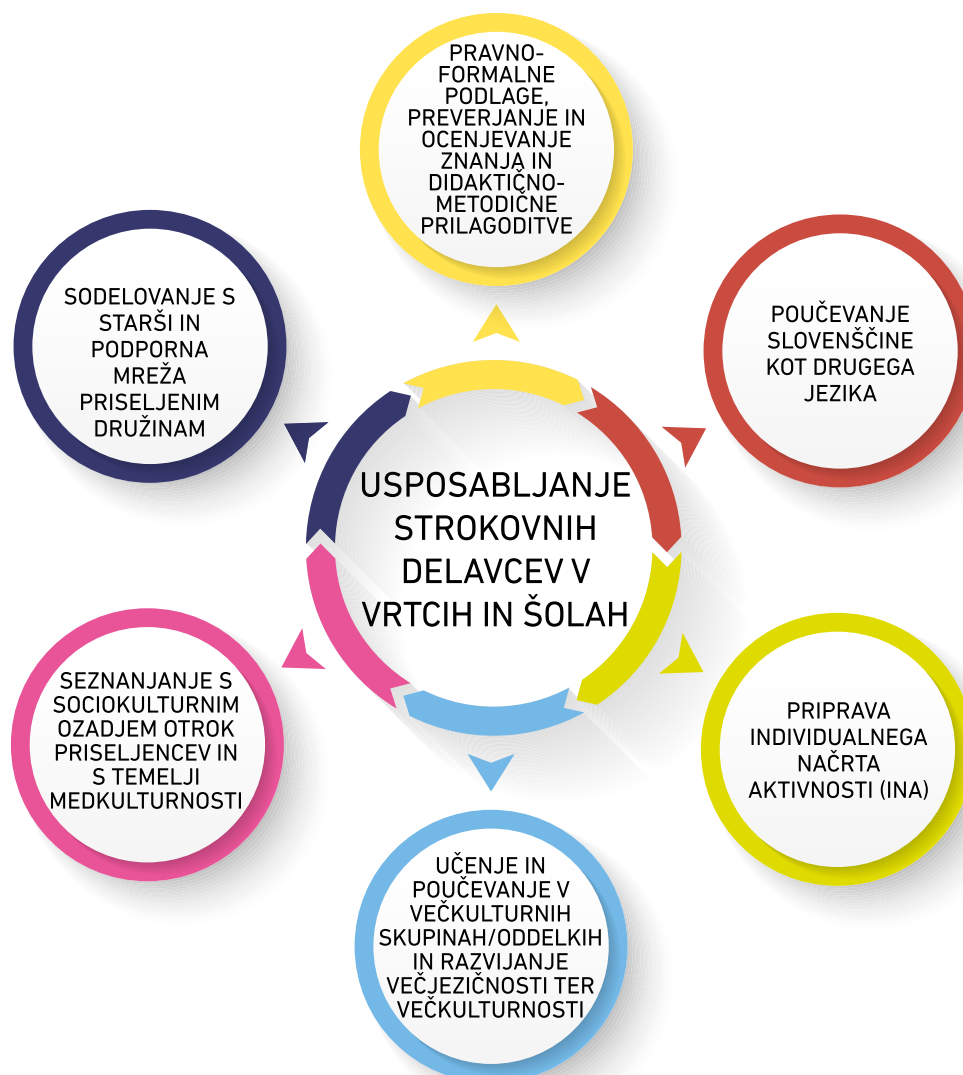 PRAVNO-
FORMALNE
PODLAGE,
PREVERJANJE IN
OCENJEVANJE
ZNANJA IN
DIDAKTIČNO-
METODIČNE
PRILAGODITVE
SODELOVANJE S
STARŠI IN
PODPORNA
MREŽA
PRISELJENIM
DRUŽINAM
POUČEVANJE
SLOVENŠČINE
KOT DRUGEGA
JEZIKA
USPOSABLJANJE
STROKOVNIH
DELAVCEV V
VRTCIH IN ŠOLAH
SEZNANJANJE S
SOCIOKULTURNIM
OZADJEM OTROK
PRISELJENCEV IN
S TEMELJI
MEDKULTURNOSTI
PRIPRAVA
INDIVIDUALNEGA
NAČRTA
AKTIVNOSTI (INA)
UČENJE IN
POUČEVANJE V
VEČKULTURNIH
SKUPINAH/ODDELKIH
IN RAZVIJANJE
VEČJEZIČNOSTI TER
VEČKULTURNOSTI